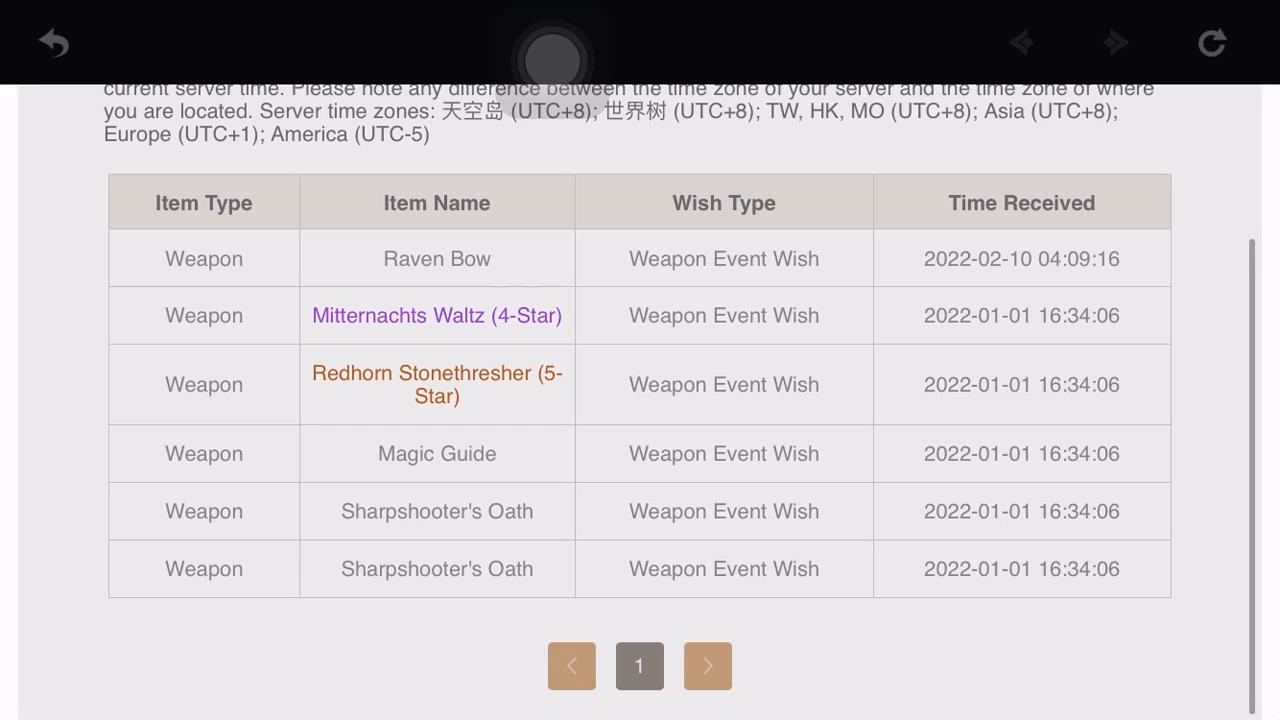 current server time. Please note any difference between the time zone of your server and the time zone of where
you are located. Server time zones: 天空岛 (UTC+8); 世界树 (UTC+8); TW, HK, MO (UTC+8); Asia (UTC+8);
Europe (UTC+1); America (UTC-5)
Item Type Item Name Wish Type Time Received
Weapon Raven Bow Weapon Event Wish 2022-02-10 04:09:16
Weapon Mitternachts Waltz (4-Star) Weapon Event Wish 2022-01-01 16:34:06
Weapon Redhorn Stonethresher (5-
Star) Weapon Event Wish 2022-01-01 16:34:06
Weapon Magic Guide Weapon Event Wish 2022-01-01 16:34:06
Weapon Sharpshooter's Oath Weapon Event Wish 2022-01-01 16:34:06
Weapon Sharpshooter's Oath Weapon Event Wish 2022-01-01 16:34:06
1